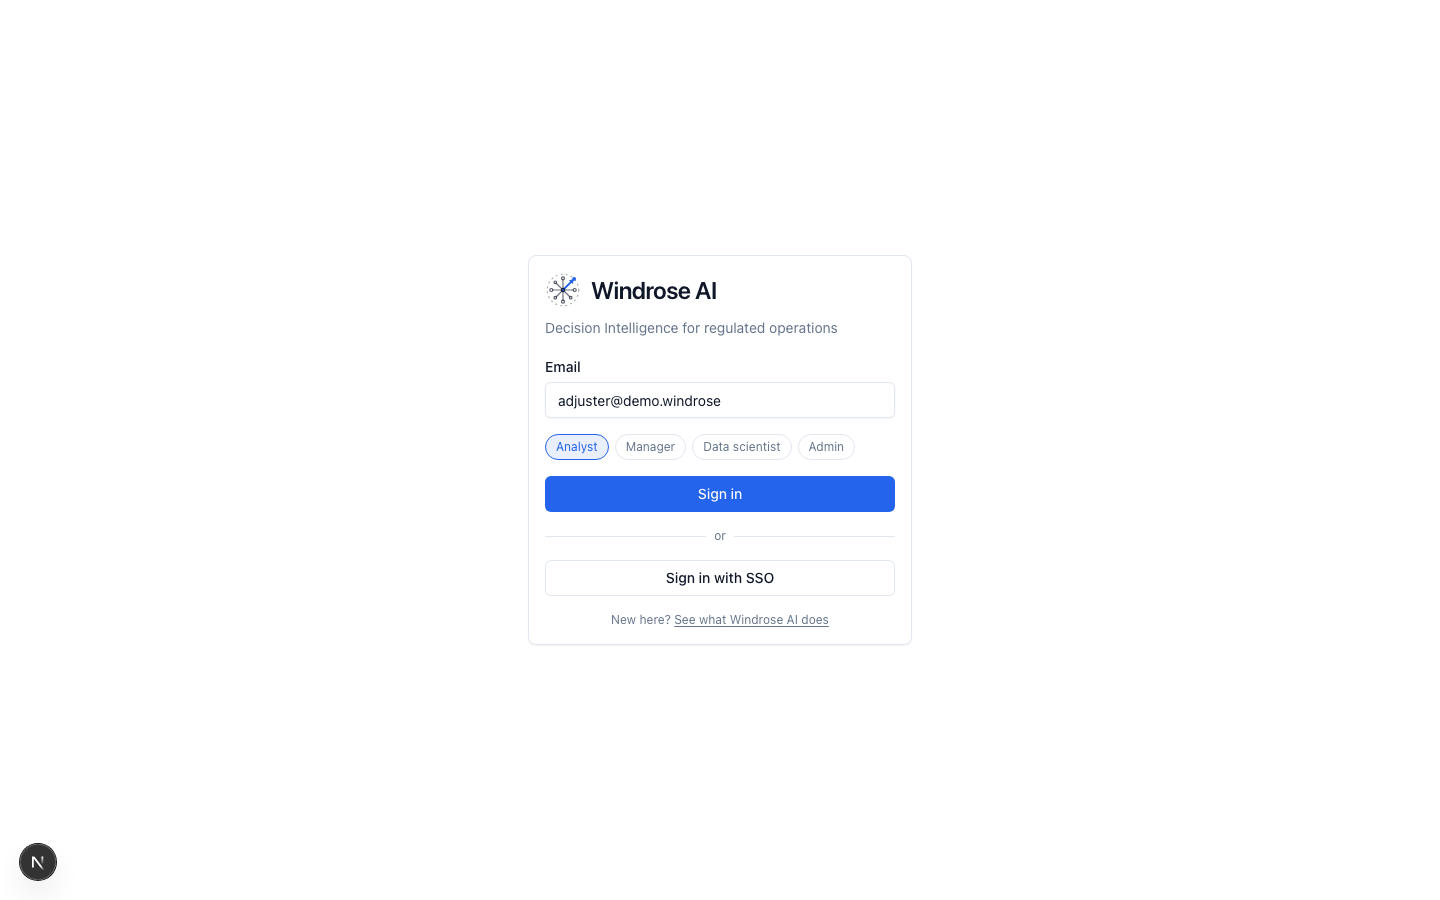 Windrose AI
Decision Intelligence for regulated operations
Email
adjuster@demo.windrose
Analyst Manager Data scientist Admin
Sign in
or
Sign in with SSO
New here? See what Windrose AI does
N